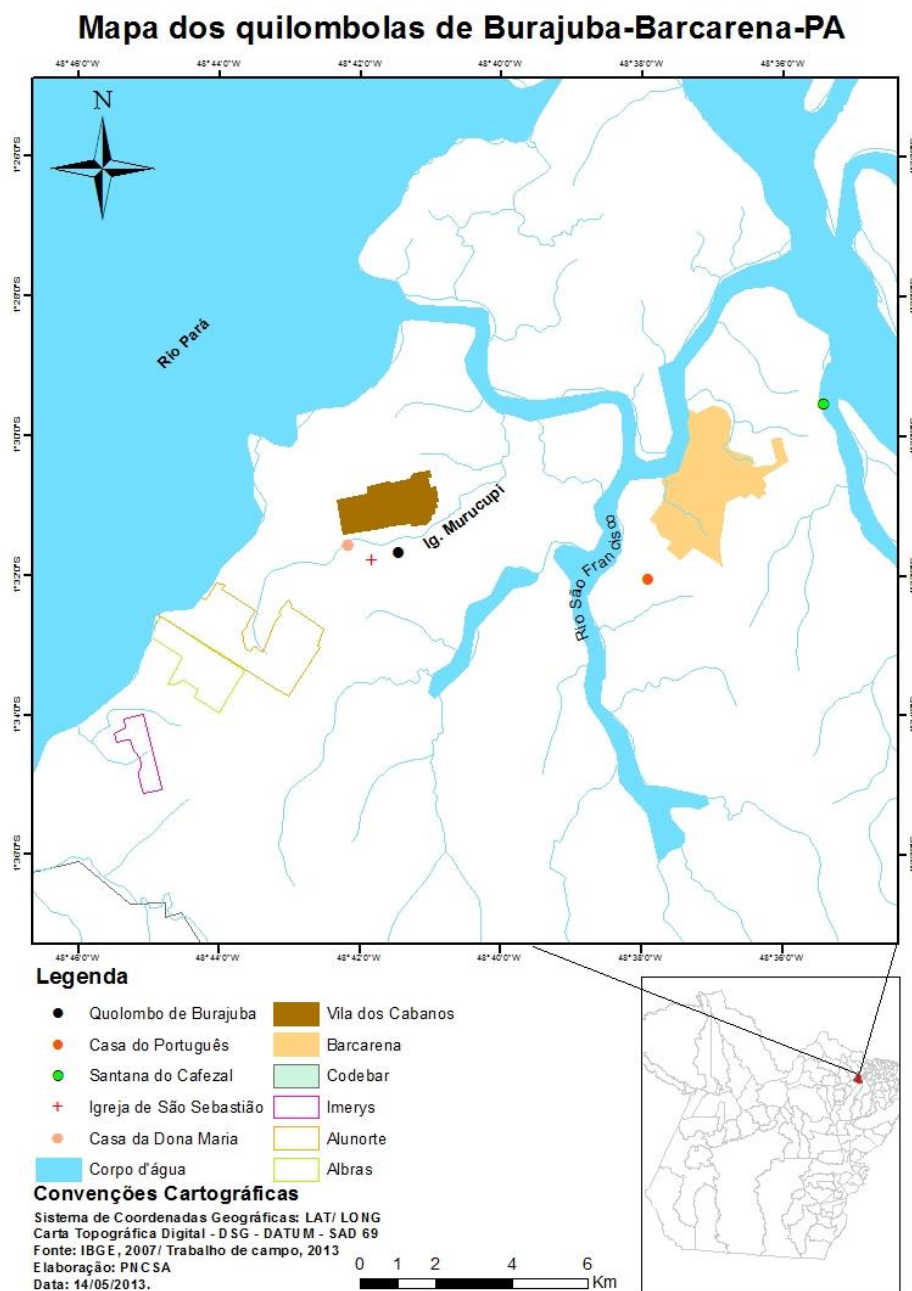 Mapa dos quilombolas de Burajuba-Barcarena-PA
48°46'0"W 48°44'0"W 48°42'0"W 48°40'0"W 48°38'0"W 48°36'0"W
N
1°28'0"S
Rio Pará
1°30'0"S
Ig. Murucupi
1°32'0"S
Rio São Francisco
1°34'0"S
1°36'0"S
48°46'0"W 48°44'0"W 48°42'0"W 48°40'0"W 48°38'0"W 48°36'0"W
Legenda
Quolombo de Burajuba
Casa do Português
Santana do Cafezal
Igreja de São Sebastião
Casa da Dona Maria
Corpo d'água
Vila dos Cabanos
Barcarena
Codebar
Imerys
Alunorte
Albras
Convenções Cartográficas
Sistema de Coordenadas Geográficas: LAT/ LONG
Carta Topográfica Digital - DSG - DATUM - SAD 69
Fonte: IBGE, 2007/ Trabalho de campo, 2013
Elaboração: PNCSA
Data: 14/05/2013.
0 1 2 4 6
Km